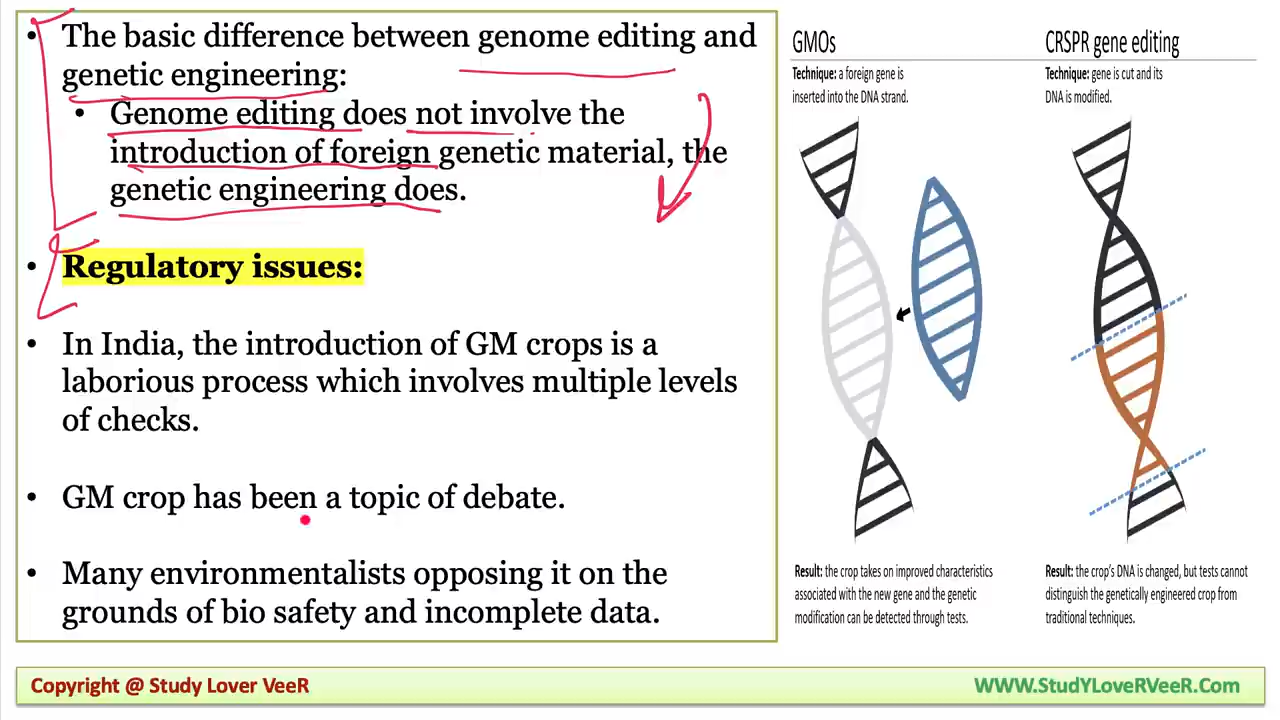 • The basic difference between genome editing and
genetic engineering:
• Genome editing does not involve the
introduction of foreign genetic material, the
genetic engineering does.
• Regulatory issues:
• In India, the introduction of GM crops is a
laborious process which involves multiple levels
of checks.
• GM crop has been a topic of debate.
• Many environmentalists opposing it on the
grounds of bio safety and incomplete data.
GMOs
Technique: a foreign gene is
inserted into the DNA strand.
Result: the crop takes on improved characteristics
associated with the new gene and the genetic
modification can be detected through tests.
CRSPR gene editing
Technique: gene is cut and its
DNA is modified.
Result: the crop's DNA is changed, but tests cannot
distinguish the genetically engineered crop from
traditional techniques.
Copyright @ Study Lover VeeR
WWW.StudYLoveRVeeR.Com